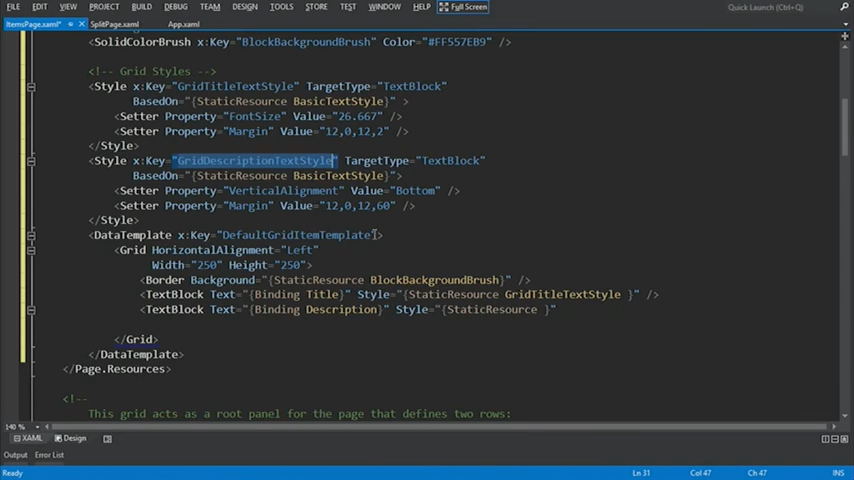 FILE EDIT VIEW PROJECT BUILD DEBUG TEAM DESIGN TOOLS STORE TEST WINDOW HELP Full Screen Quick Launch (Ctrl+Q)
ItemsPage.xaml* SplitPage.xaml App.xaml
<SolidColorBrush x:Key="BlockBackgroundBrush" Color="#FF557EB9" />
<!-- Grid Styles -->
<Style x:Key="GridTitleTextStyle" TargetType="TextBlock"
BasedOn="{StaticResource BasicTextStyle}" >
<Setter Property="FontSize" Value="26.667" />
<Setter Property="Margin" Value="12,0,12,2" />
</Style>
<Style x:Key="GridDescriptionTextStyle" TargetType="TextBlock"
BasedOn="{StaticResource BasicTextStyle}">
<Setter Property="VerticalAlignment" Value="Bottom" />
<Setter Property="Margin" Value="12,0,12,60" />
</Style>
<DataTemplate x:Key="DefaultGridItemTemplate">
<Grid HorizontalAlignment="Left"
Width="250" Height="250">
<Border Background="{StaticResource BlockBackgroundBrush}" />
<TextBlock Text="{Binding Title}" Style="{StaticResource GridTitleTextStyle }" />
<TextBlock Text="{Binding Description}" Style="{StaticResource }"
</Grid>
</DataTemplate>
</Page.Resources>
<!--
This grid acts as a root panel for the page that defines two rows:
140 %
XAML Design
Output Error List
Ready Ln 31 Col 47 Ch 47 INS